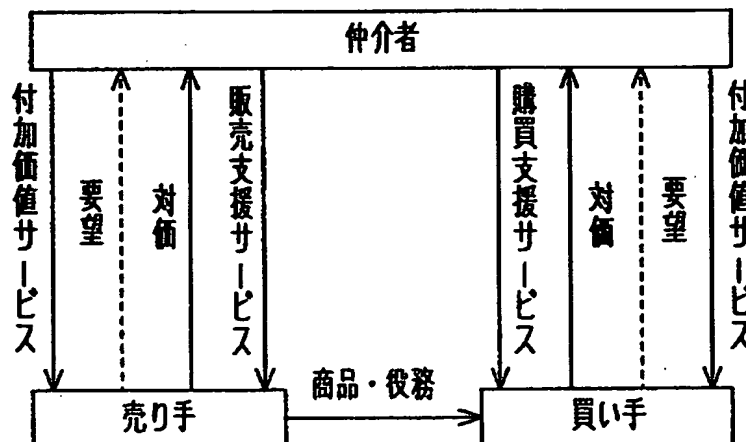 仲介者
付加価値サービス
要望
対価
販売支援サービス
購買支援サービス
対価
要望
付加価値サービス
商品・役務
売り手
買い手